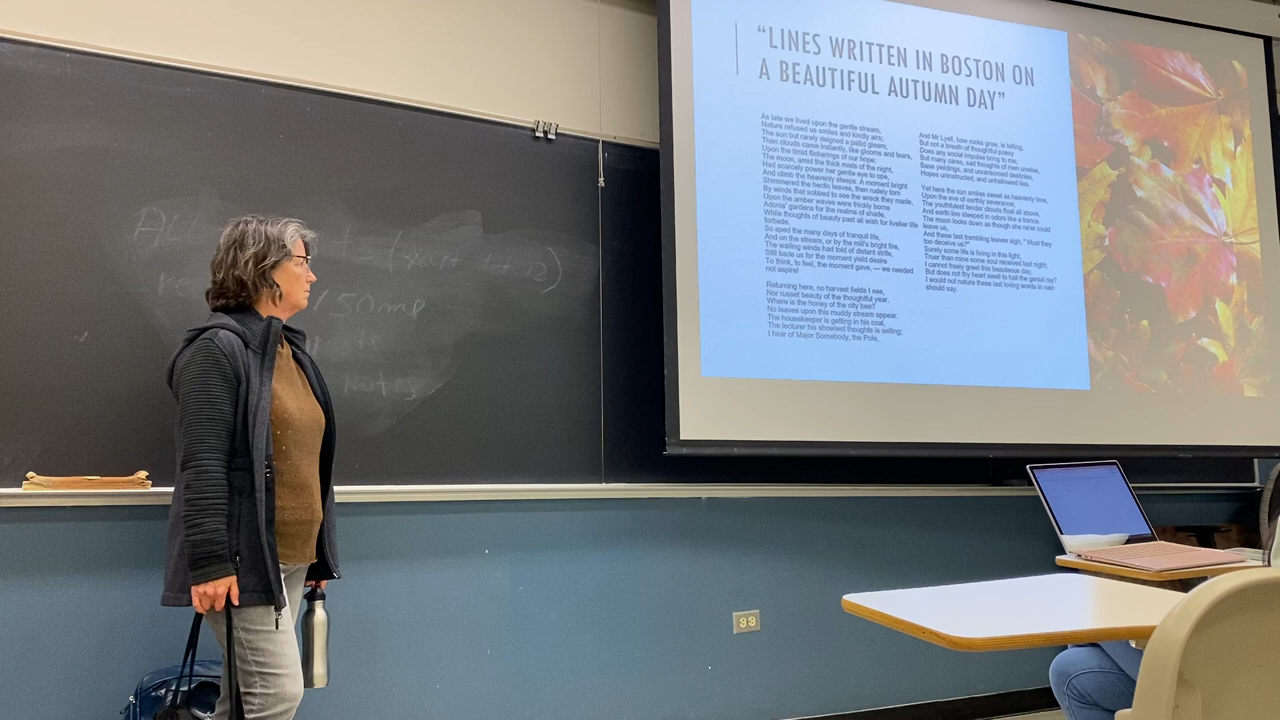 50mp
Notes
"LINES WRITTEN IN BOSTON ON
A BEAUTIFUL AUTUMN DAY"
As late we lived upon the gentle stream,
Nature refused us smiles and kindly airs;
The sun but rarely deigned a pallid gleam;
Then clouds came instantly, like glooms and tears,
Upon the timid flickerings of our hope;
The moon, amid the thick mists of the night,
Had scarcely power her gentle eye to ope,
And climb the heavenly steeps. A moment bright
Shimmered the hectic leaves, then rudely torn
By winds that sobbed to see the wreck they made,
Upon the amber waves were thickly borne
Adonis' gardens for the realms of shade,
While thoughts of beauty past all wish for livelier life
forbade.
So sped the many days of tranquil life,
And on the stream, or by the mill's bright fire,
The wailing winds had told of distant strife,
Still bade us for the moment yield desire
To think, to feel, the moment gave, — we needed
not aspire!
Returning here, no harvest fields I see,
Nor russet beauty of the thoughtful year.
Where is the honey of the city bee?
No leaves upon this muddy stream appear.
The housekeeper is getting in his coal,
The lecturer his showiest thoughts is selling;
I hear of Major Somebody, the Pole,
And Mr Lyell, how rocks grow, is telling,
But not a breath of thoughtful poesy
Does any social impulse bring to me;
But many cares, sad thoughts of men unwise,
Base yieldings, and unransomed destinies,
Hopes uninstructed, and unhallowed ties.
Yet here the sun smiles sweet as heavenly love,
Upon the eve of earthly severance;
The youthfulest tender clouds float all above,
And earth lies steeped in odors like a trance.
The moon looks down as though she ne'er could
leave us,
And these last trembling leaves sigh, " Must they
too deceive us?"
Surely some life is living in this light,
Truer than mine some soul received last night;
I cannot freely greet this beauteous day,
But does not thy heart swell to hail the genial ray?
I would not nature these last loving words in vain
should say.